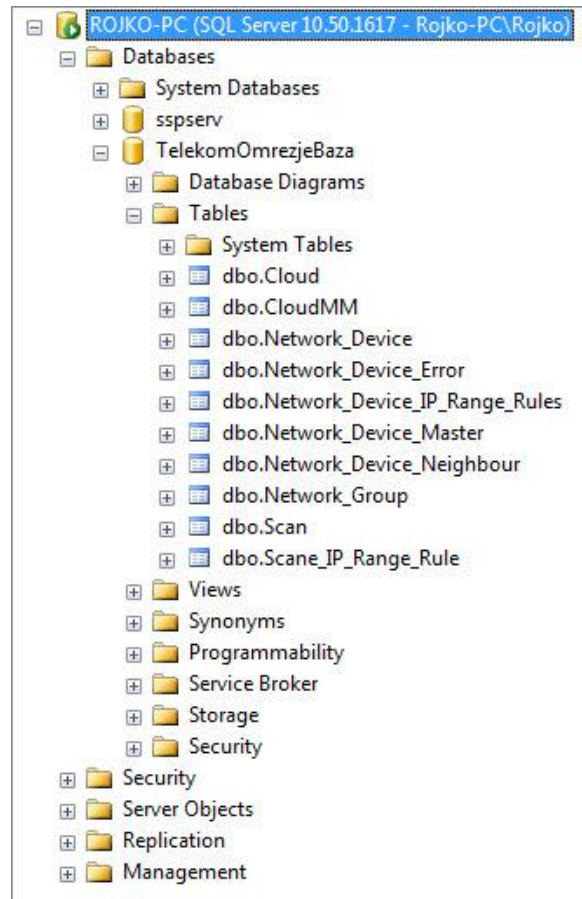 ROJKO-PC (SQL Server 10.50.1617 - Rojko-PC\Rojko)
Databases
System Databases
sspserv
TelekomOmrezjeBaza
Database Diagrams
Tables
System Tables
dbo.Cloud
dbo.CloudMM
dbo.Network_Device
dbo.Network_Device_Error
dbo.Network_Device_IP_Range_Rules
dbo.Network_Device_Master
dbo.Network_Device_Neighbour
dbo.Network_Group
dbo.Scan
dbo.Scane_IP_Range_Rule
Views
Synonyms
Programmability
Service Broker
Storage
Security
Security
Server Objects
Replication
Management